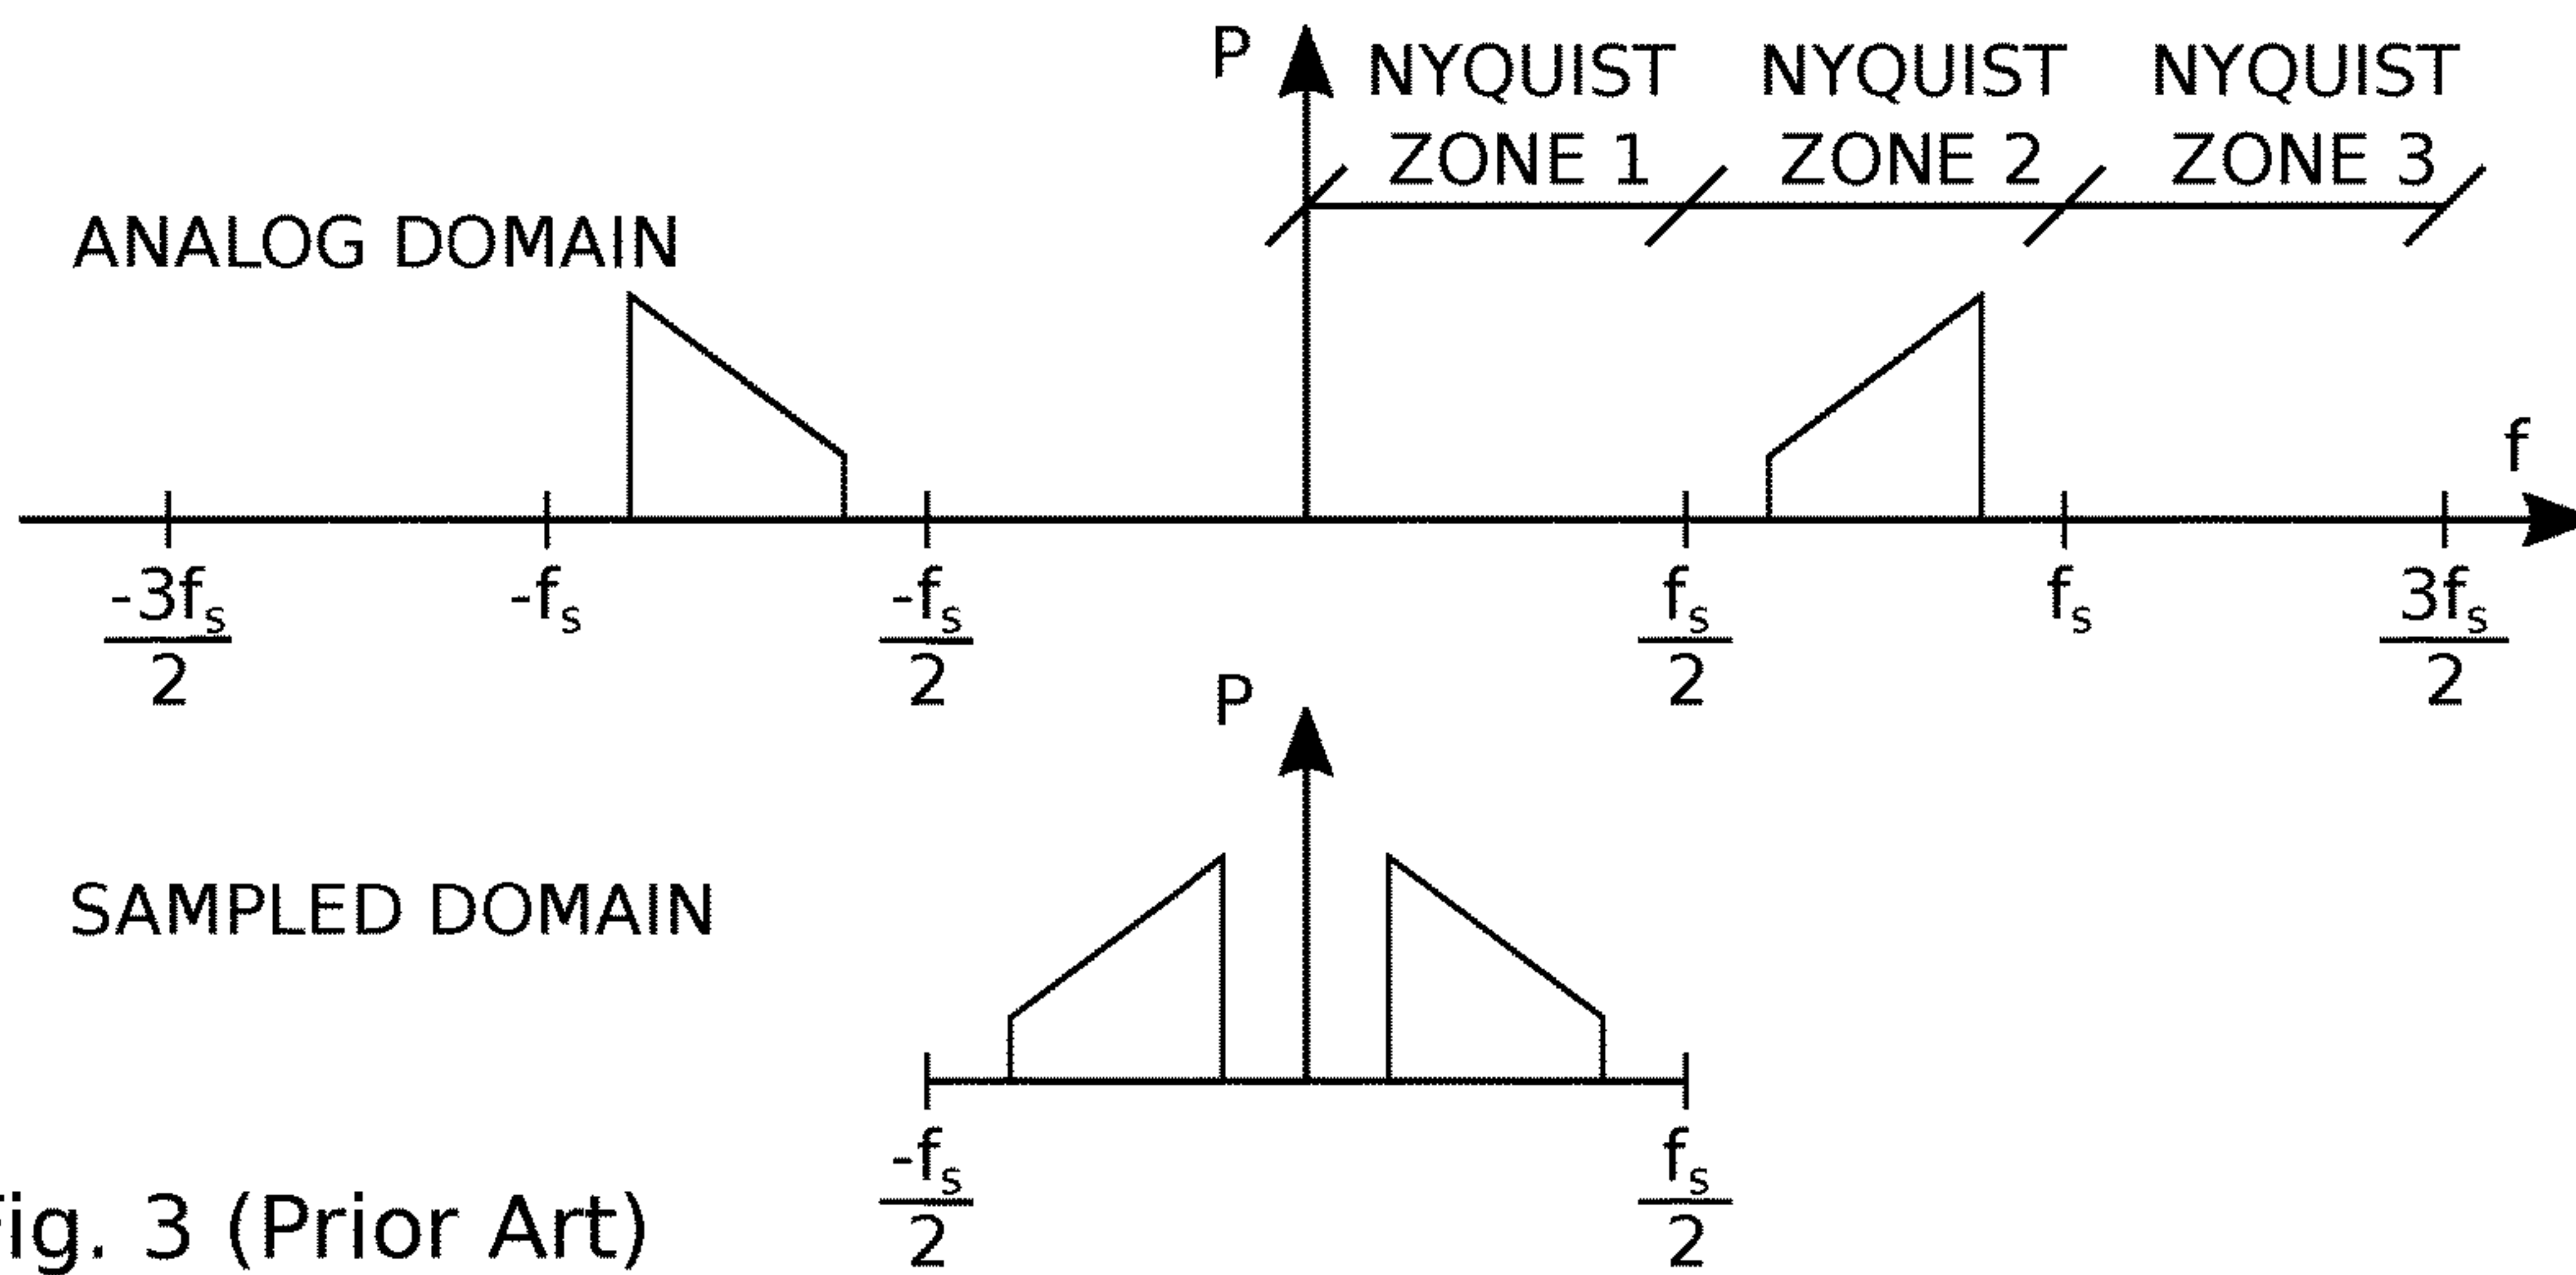 P
NYQUIST ZONE 1
NYQUIST ZONE 2
NYQUIST ZONE 3
ANALOG DOMAIN
f
-3fs/2
-fs
-fs/2
fs/2
fs
3fs/2
P
SAMPLED DOMAIN
-fs/2
fs/2
ig. 3 (Prior Art)